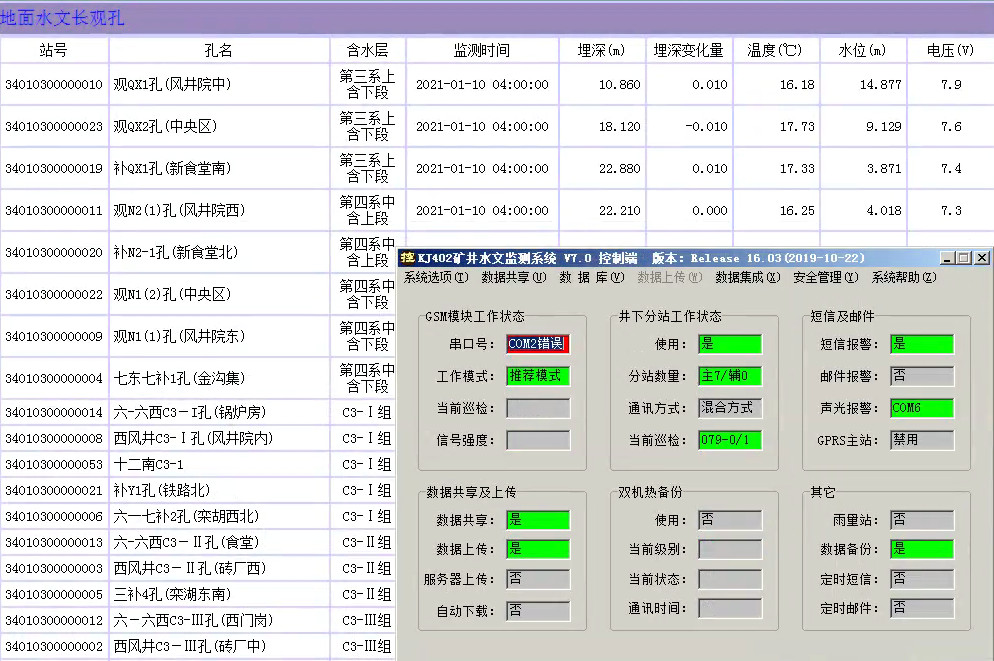 地面水文长观孔
站号 孔名 含水层 监测时间 埋深(m) 埋深变化量 温度(℃) 水位(m) 电压(V)
34010300000010 观QX1孔(风井院中) 第三系上含下段 2021-01-10 04:00:00 10.860 0.010 16.18 14.877 7.9
34010300000023 观QX2孔(中央区) 第三系上含下段 2021-01-10 04:00:00 18.120 -0.010 17.73 9.129 7.6
34010300000019 补QX1孔(新食堂南) 第三系上含下段 2021-01-10 04:00:00 22.880 0.010 17.33 3.871 7.4
34010300000011 观N2(1)孔(风井院西) 第四系中含上段 2021-01-10 04:00:00 22.210 0.000 16.25 4.018 7.3
34010300000020 补N2-1孔(新食堂北) 第四系中含上段
34010300000022 观N1(2)孔(中央区) 第四系中含下段
34010300000009 观N1(1)孔(风井院东) 第四系中含下段
34010300000004 七东七补1孔(金沟集) 第四系中含下段
34010300000014 六-六西C3－Ⅰ孔(锅炉房) C3-Ⅰ组
34010300000008 西风井C3-Ⅰ孔(风井院内) C3-Ⅰ组
34010300000053 十二南C3-1 C3-Ⅰ组
34010300000021 补Y1孔(铁路北) C3-Ⅰ组
34010300000006 六一七补2孔(栾胡西北) C3-Ⅰ组
34010300000013 六-六西C3－Ⅱ孔(食堂) C3-Ⅱ组
34010300000003 西风井C3－Ⅱ孔(砖厂西) C3-Ⅱ组
34010300000005 三补4孔(栾湖东南) C3-Ⅱ组
34010300000012 六－六西C3-Ⅲ孔(西门岗) C3-Ⅲ组
34010300000002 西风井C3－Ⅲ孔(砖厂中) C3-Ⅲ组
控 KJ402矿井水文监测系统 V7.0 控制端 版本: Release 16.03(2019-10-22)
系统选项(T) 数据共享(U) 数 据 库(Y) 数据上传(W) 数据集成(X) 安全管理(Y) 系统帮助(Z)
GSM模块工作状态
串口号： COM2错误
工作模式： 推荐模式
当前巡检：
信号强度：
井下分站工作状态
使用： 是
分站数量： 主7/辅0
通讯方式： 混合方式
当前巡检： 079-0/1
短信及邮件
短信报警： 是
邮件报警： 否
声光报警： COM6
GPRS主站： 禁用
数据共享及上传
数据共享： 是
数据上传： 是
服务器上传： 否
自动下载： 否
双机热备份
使用： 否
当前级别：
当前状态：
通讯时间：
其它
雨量站： 否
数据备份： 是
定时短信： 否
定时邮件： 否